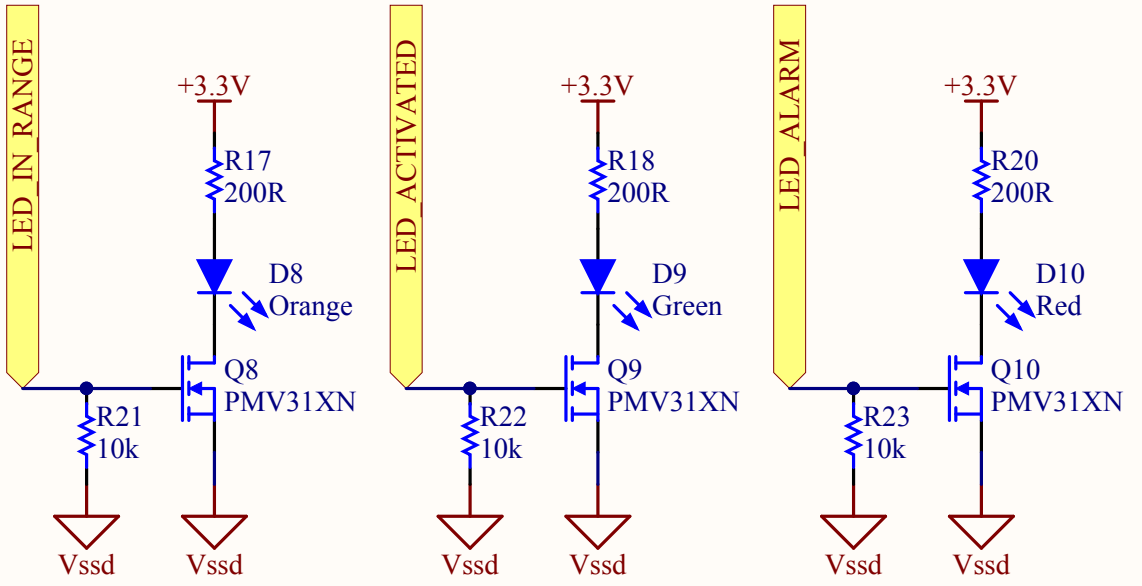 LED_IN_RANGE
+3.3V
R17
200R
D8
Orange
Q8
PMV31XN
R21
10k
Vssd
Vssd
LED_ACTIVATED
+3.3V
R18
200R
D9
Green
Q9
PMV31XN
R22
10k
Vssd
Vssd
LED_ALARM
+3.3V
R20
200R
D10
Red
Q10
PMV31XN
R23
10k
Vssd
Vssd